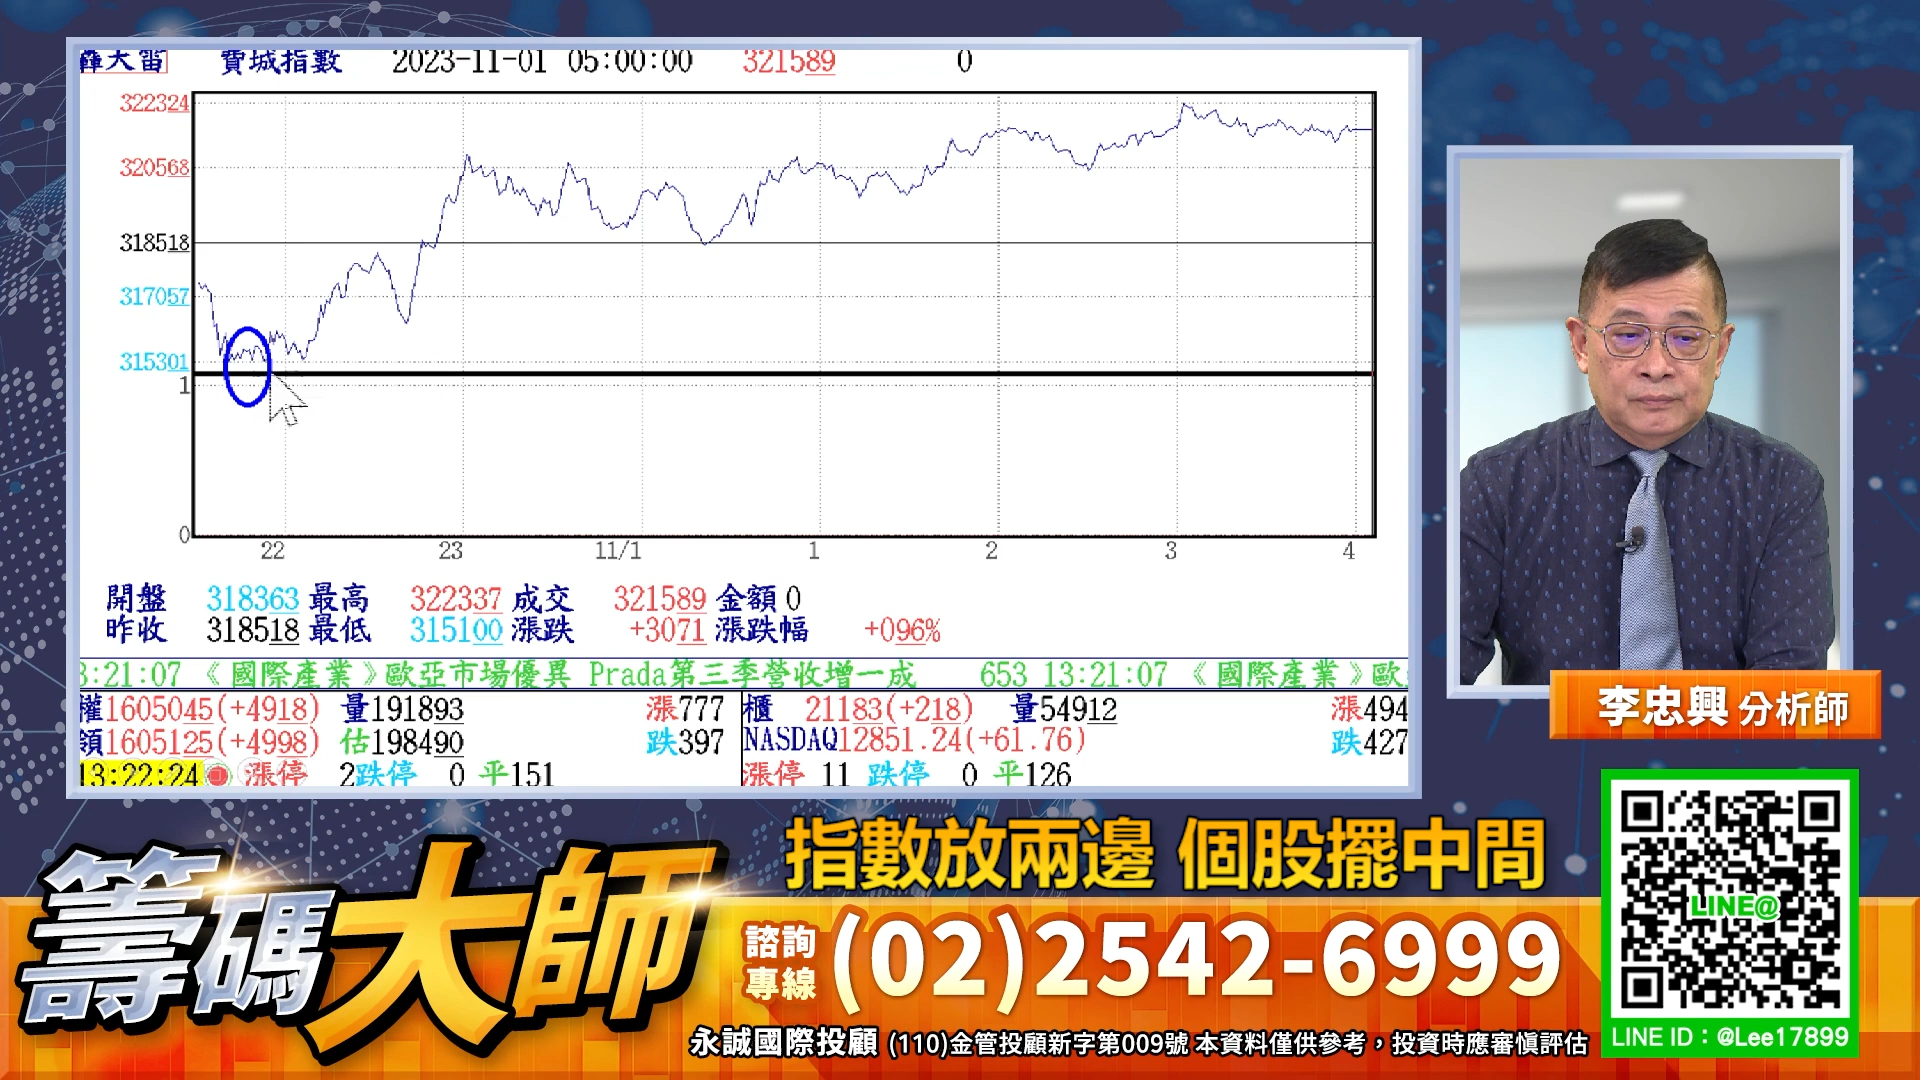 費城指數 2023-11-01 05:00:00 321589 0
322324
320568
318518
317057
315301
1
0
22 23 11/1 1 2 3 4
開盤 318363 最高 322337 成交 321589 金額 0
昨收 318518 最低 315100 漲跌 +3071 漲跌幅 +096%
3:21:07 《國際產業》歐亞市場優異 Prada第三季營收增一成 653 13:21:07 《國際產業》歐
權1605045(+4918) 量191893 漲777 櫃 21183(+218) 量54912 漲494
領1605125(+4998) 估198490 跌397 NASDAQ12851.24(+61.76) 跌427
13:22:24 漲停 2跌停 0 平151 漲停 11 跌停 0 平126
李忠興 分析師
籌碼大師
指數放兩邊 個股擺中間
諮詢專線 (02)2542-6999
永誠國際投顧 (110)金管投顧新字第009號 本資料僅供參考，投資時應審慎評估
LINE@
LINE ID：@Lee17899